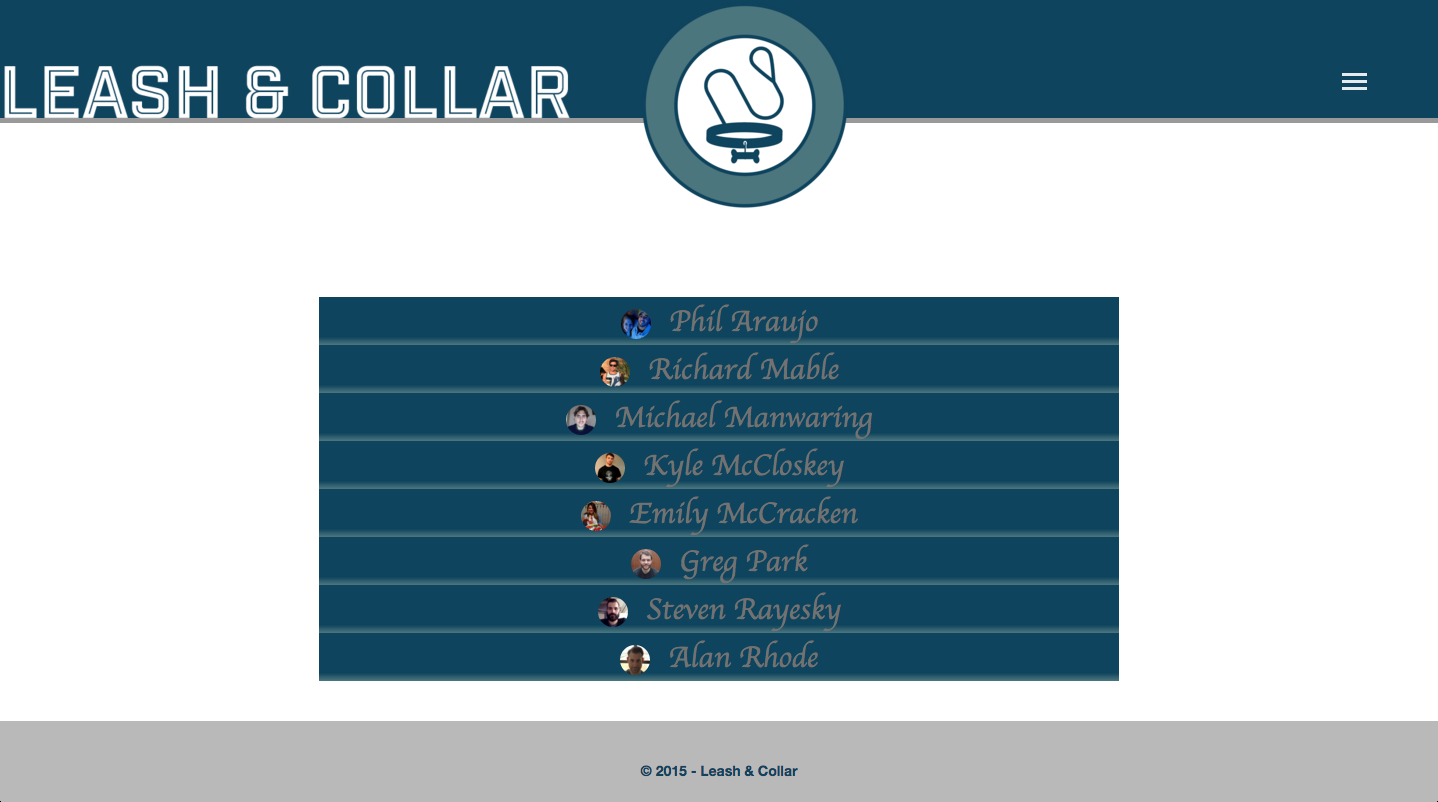 LEASH & COLLAR
Phil Araujo
Richard Mable
Michael Manwaring
Kyle McCloskey
Emily McCracken
Greg Park
Steven Rayesky
Alan Rhode
© 2015 - Leash & Collar